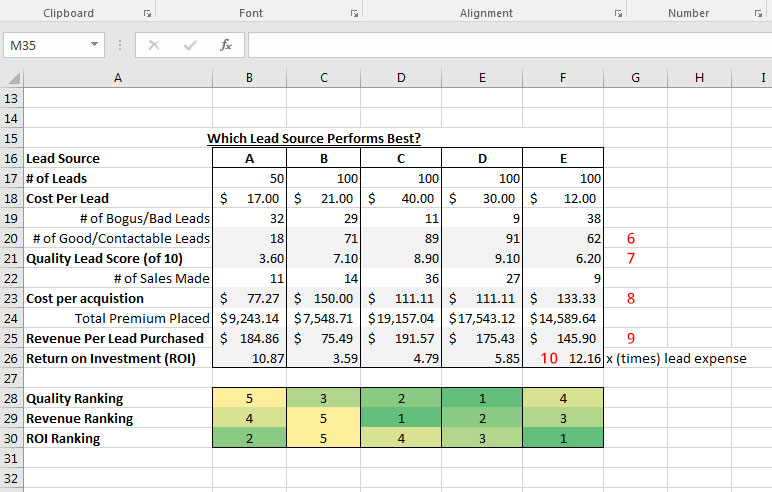 Clipboard Font Alignment Number
M35 fx
A B C D E F G H I
13
14
15 Which Lead Source Performs Best?
16 Lead Source A B C D E
17 # of Leads 50 100 100 100 100
18 Cost Per Lead $ 17.00 $ 21.00 $ 40.00 $ 30.00 $ 12.00
19 # of Bogus/Bad Leads 32 29 11 9 38
20 # of Good/Contactable Leads 18 71 89 91 62 6
21 Quality Lead Score (of 10) 3.60 7.10 8.90 9.10 6.20 7
22 # of Sales Made 11 14 36 27 9
23 Cost per acquistion $ 77.27 $ 150.00 $ 111.11 $ 111.11 $ 133.33 8
24 Total Premium Placed $9,243.14 $7,548.71 $19,157.04 $17,543.12 $14,589.64
25 Revenue Per Lead Purchased $ 184.86 $ 75.49 $ 191.57 $ 175.43 $ 145.90 9
26 Return on Investment (ROI) 10.87 3.59 4.79 5.85 10 12.16 x (times) lead expense
27
28 Quality Ranking 5 3 2 1 4
29 Revenue Ranking 4 5 1 2 3
30 ROI Ranking 2 5 4 3 1
31
32